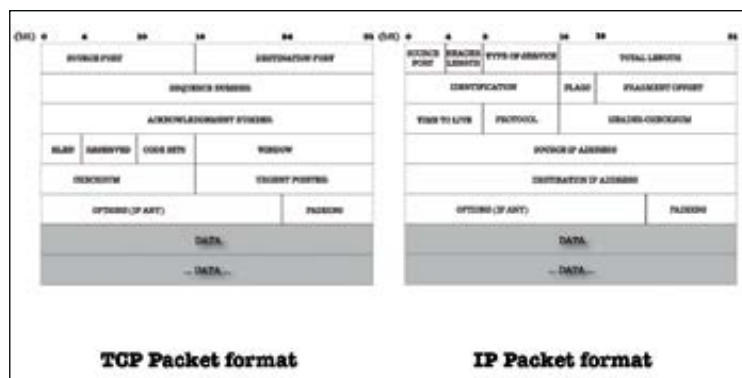 (bit) 0 4 10 16 24 31
SOURCE PORT DESTINATION PORT
SEQUENCE NUMBER
ACKNOWLEDGMENT NUMBER
HLEN RESERVED CODE BITS WINDOW
CHECKSUM URGENT POINTER
OPTIONS (IF ANY) PADDING
DATA
... DATA...
TCP Packet format
(bit) 0 4 8 16 19 31
SOURCE PORT HEADER LENGTH TYPE-OF-SERVICE TOTAL LENGTH
IDENTIFICATION FLAGS FRAGMENT OFFSET
TIME TO LIVE PROTOCOL HEADER-CHECKSUM
SOURCE IP ADDRESS
DESTINATION IP ADDRESS
OPTIONS (IF ANY) PADDING
DATA
... DATA...
IP Packet format